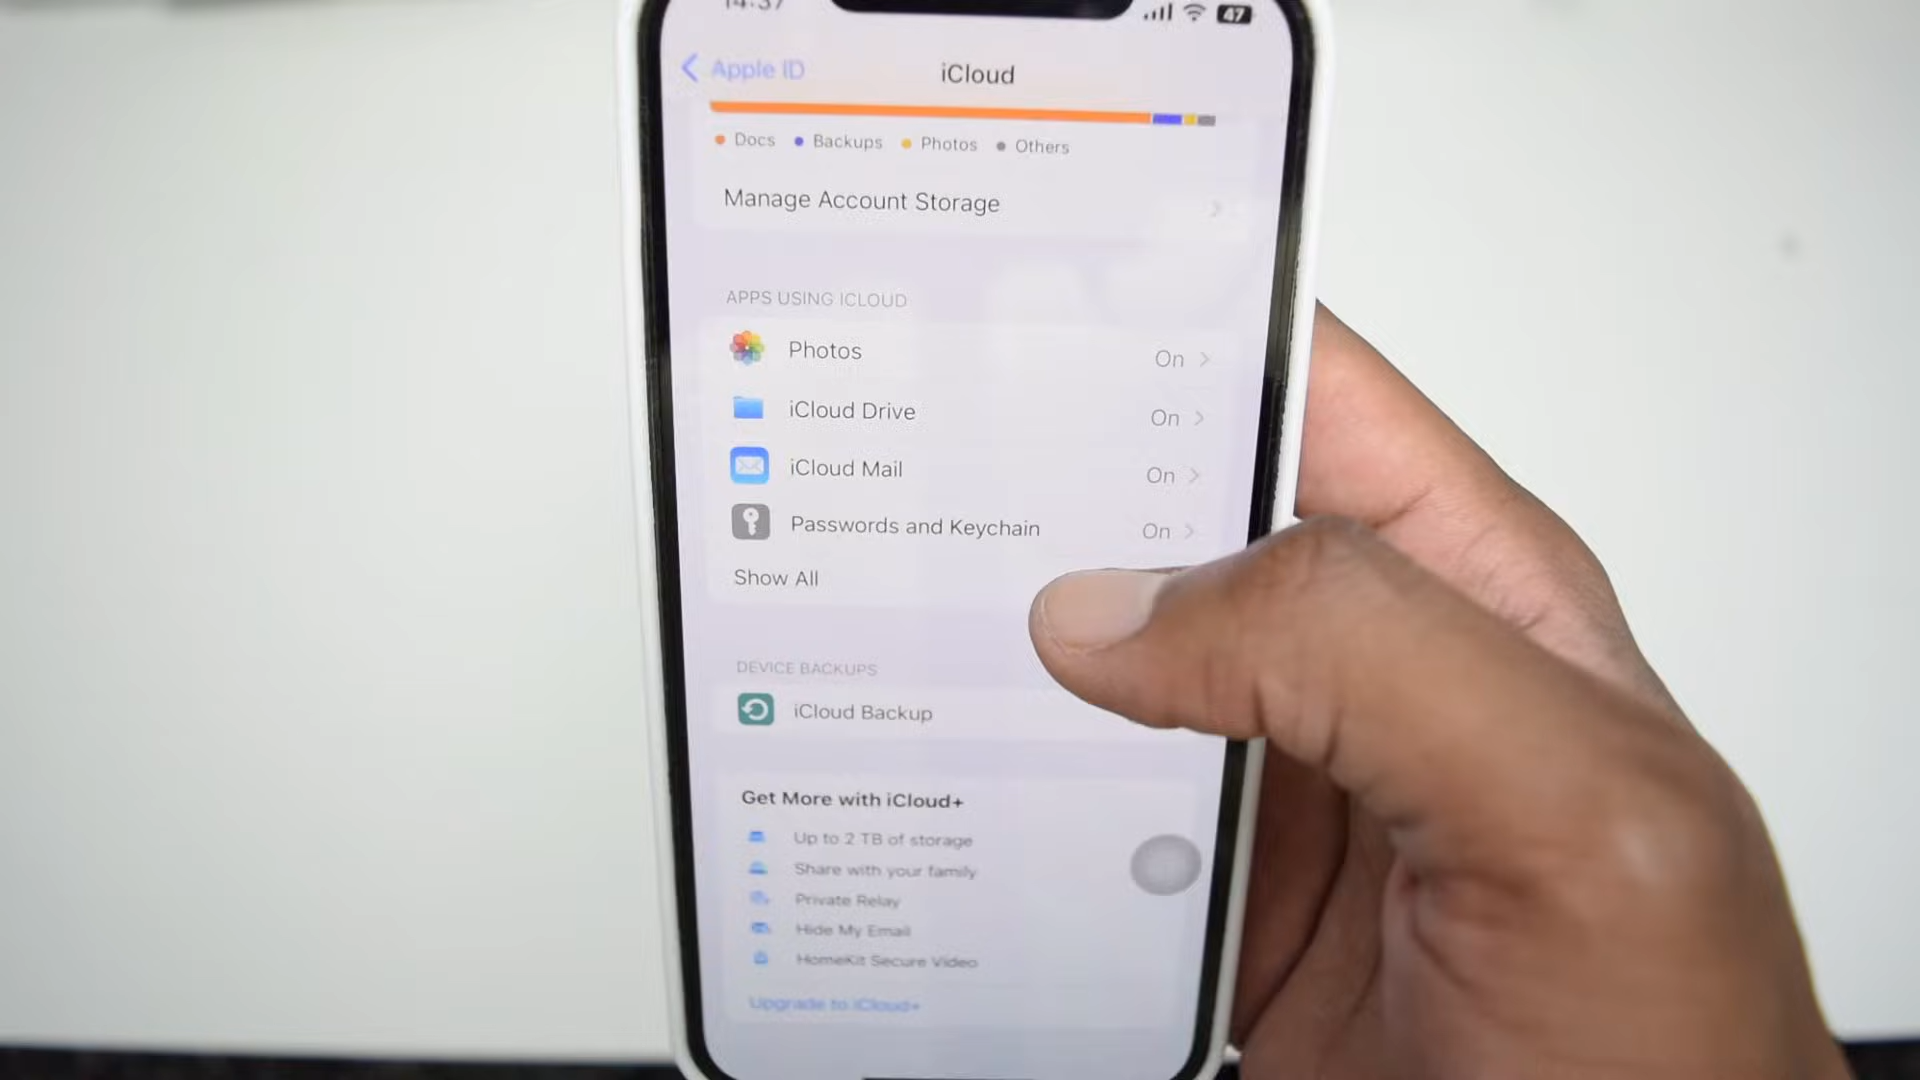 14:37
47
Apple ID
iCloud
Docs Backups Photos Others
Manage Account Storage
APPS USING ICLOUD
Photos On
iCloud Drive On
iCloud Mail On
Passwords and Keychain On
Show All
DEVICE BACKUPS
iCloud Backup
Get More with iCloud+
Up to 2 TB of storage
Share with your family
Private Relay
Hide My Email
HomeKit Secure Video
Upgrade to iCloud+